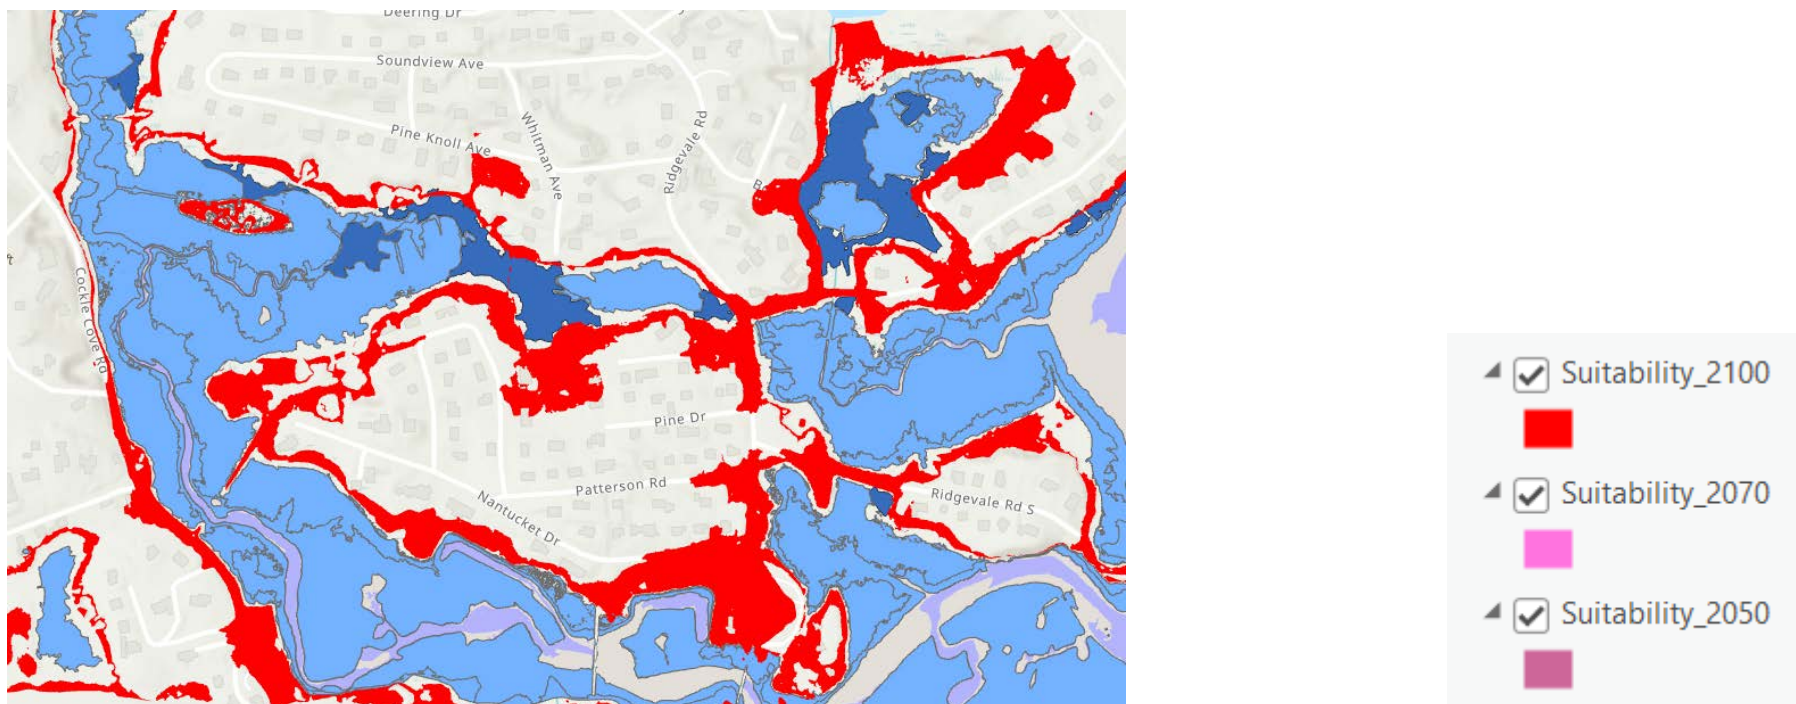 Deering Dr
Soundview Ave
Pine Knoll Ave
Whitman Ave
Ridgevale Rd
Cockle Cove Rd
Pine Dr
Patterson Rd
Nantucket Dr
Ridgevale Rd S
Suitability_2100
Suitability_2070
Suitability_2050